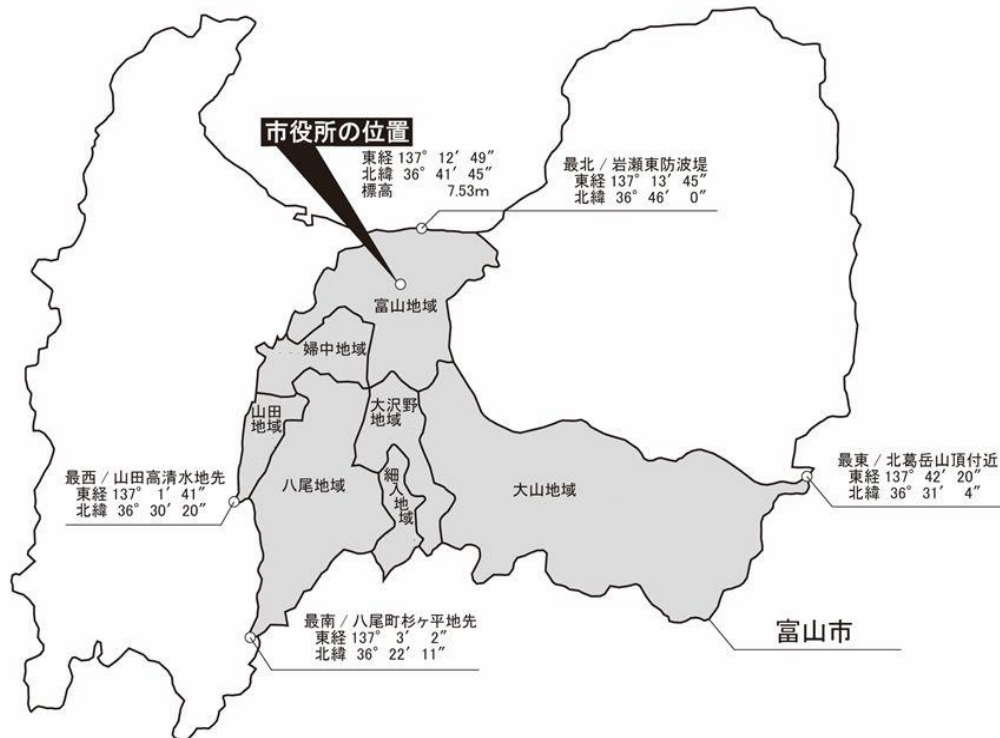 市役所の位置
東経 137° 12′ 49″
北緯 36° 41′ 45″
標高 7.53m
最北 / 岩瀬東防波堤
東経 137° 13′ 45″
北緯 36° 46′ 0″
富山地域
婦中地域
山田
地域
大沢野
地域
八尾地域
細入地域
大山地域
最西 / 山田高清水地先
東経 137° 1′ 41″
北緯 36° 30′ 20″
最東 / 北葛岳山頂付近
東経 137° 42′ 20″
北緯 36° 31′ 4″
最南 / 八尾町杉ヶ平地先
東経 137° 3′ 2″
北緯 36° 22′ 11″
富山市